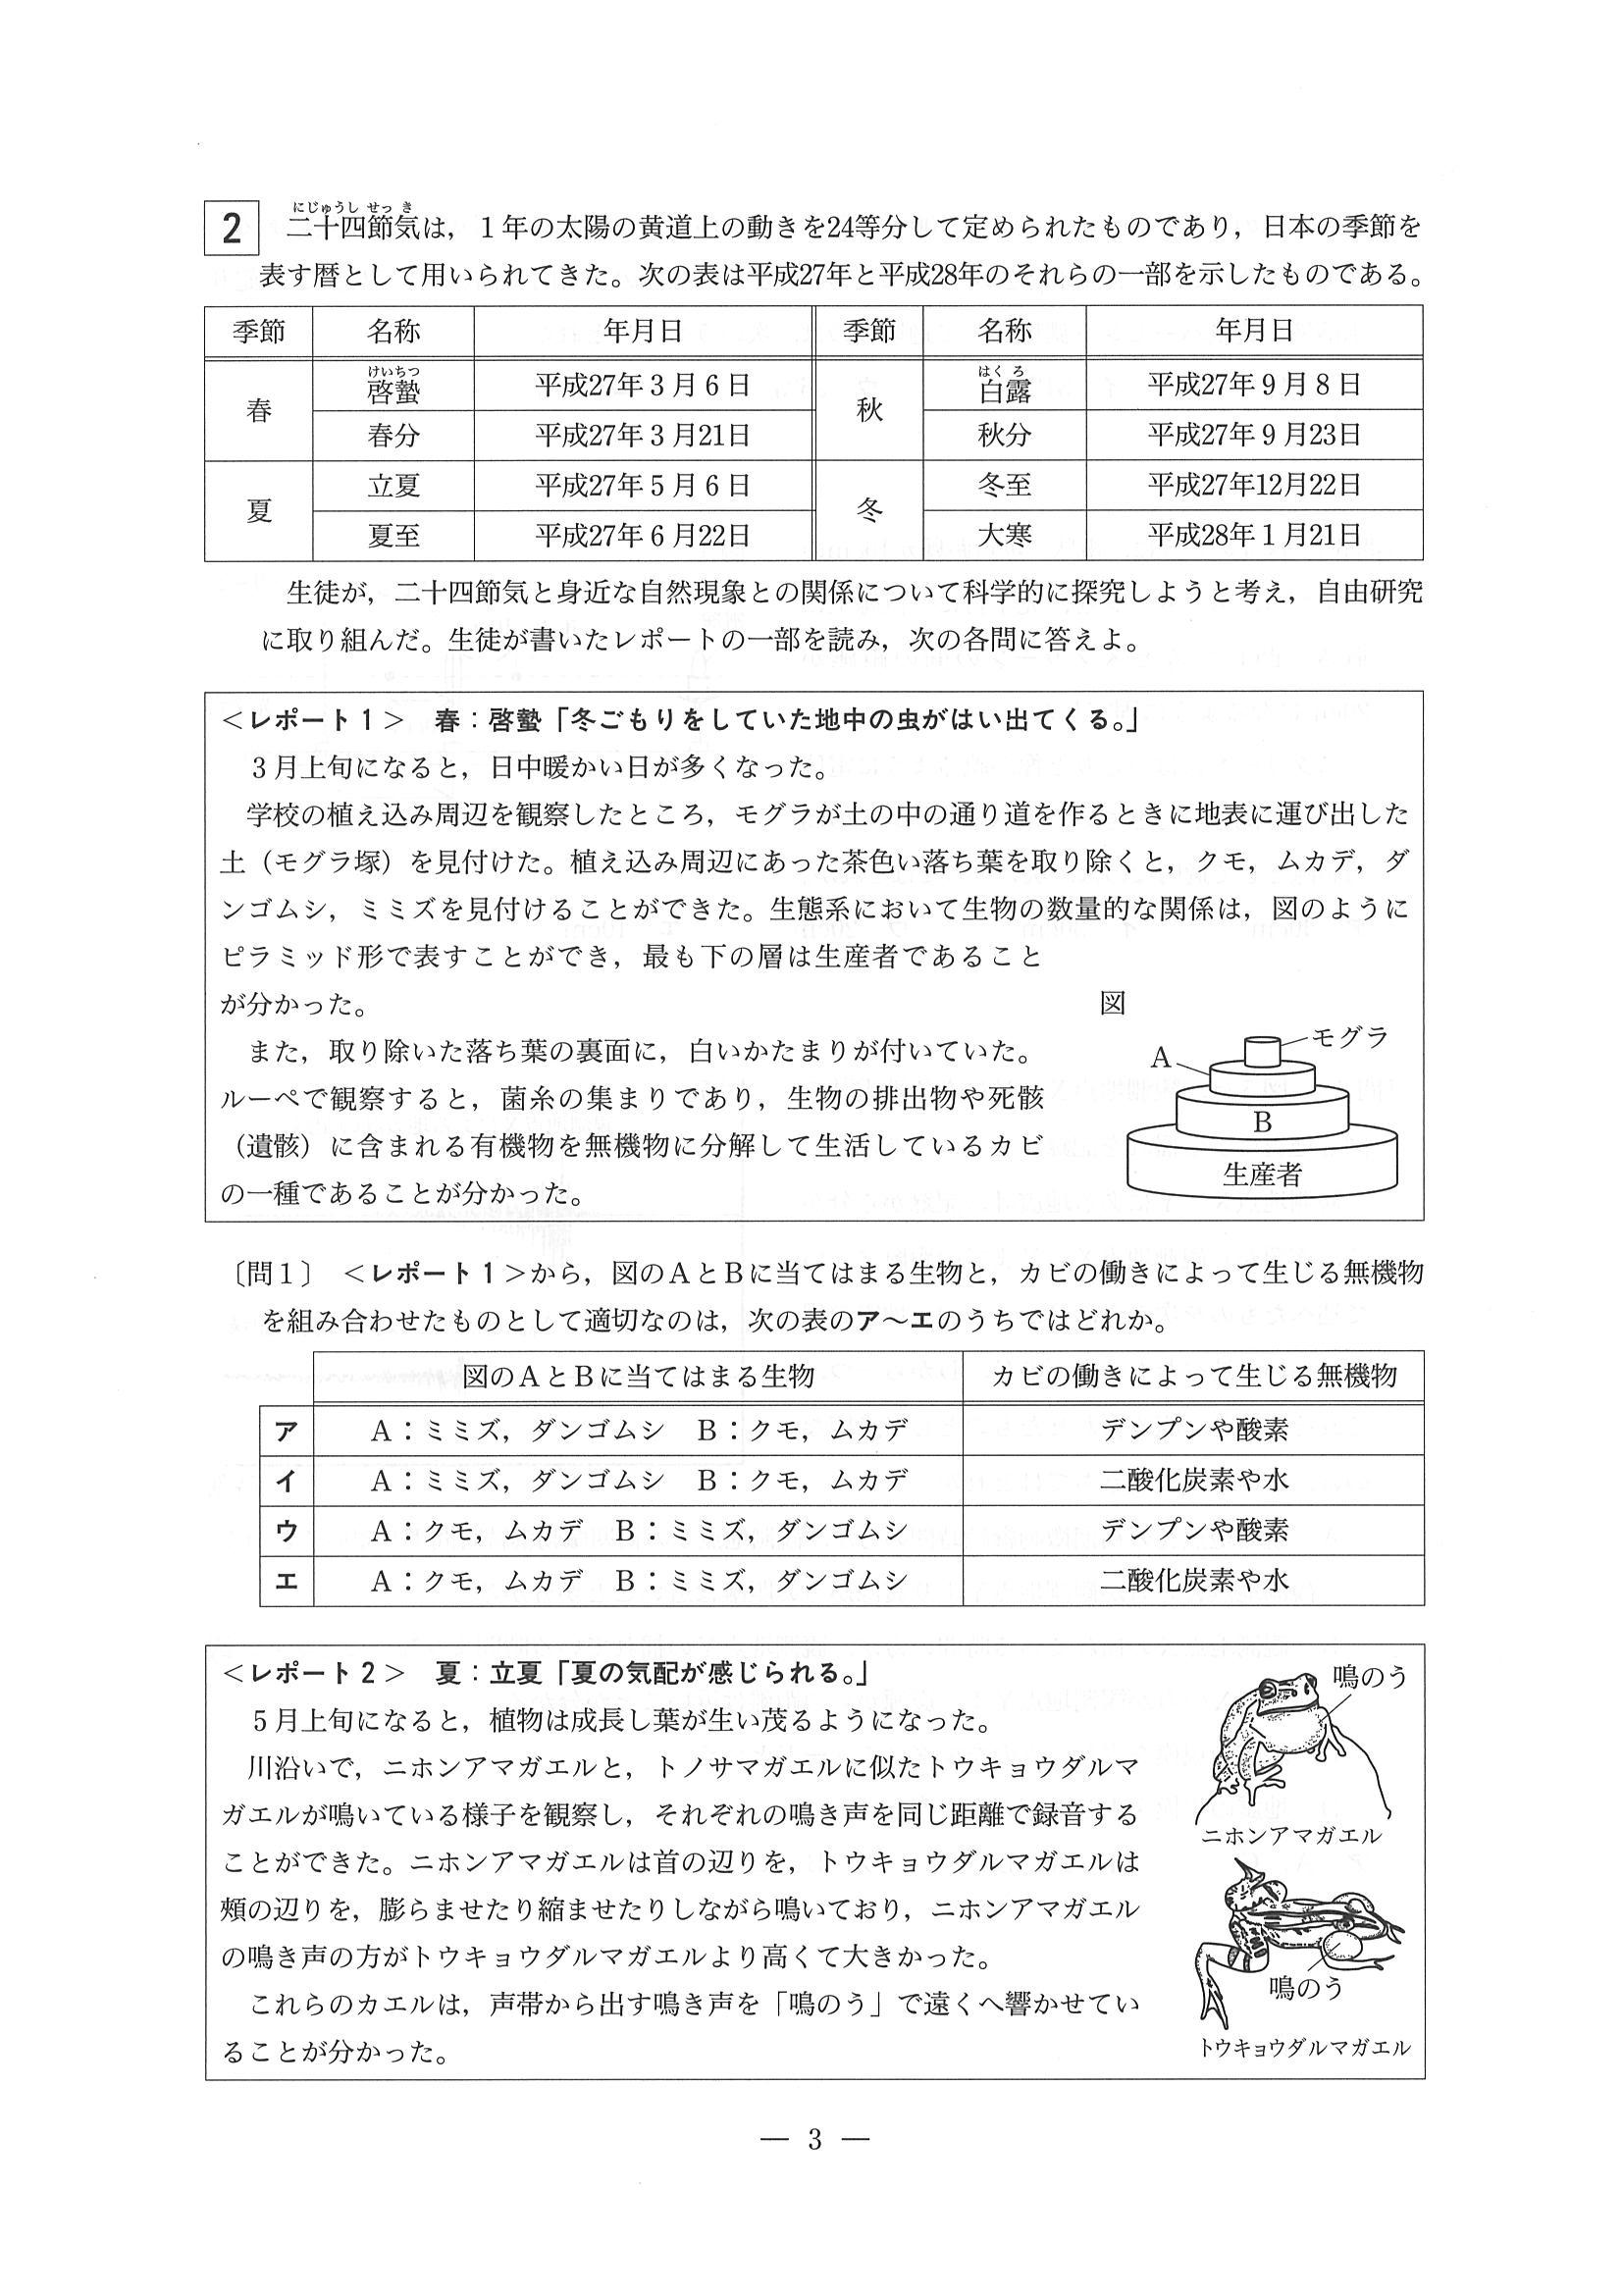 2
にじゅうし せっ き
二十四節気は，１年の太陽の黄道上の動きを24等分して定められたものであり，日本の季節を
表す暦として用いられてきた。次の表は平成27年と平成28年のそれらの一部を示したものである。
季節 名称 年月日 季節 名称 年月日
春 啓蟄 けいちつ 平成27年３月６日 秋 白露 はく ろ 平成27年９月８日
春分 平成27年３月21日 秋分 平成27年９月23日
夏 立夏 平成27年５月６日 冬 冬至 平成27年12月22日
夏至 平成27年６月22日 大寒 平成28年１月21日
生徒が，二十四節気と身近な自然現象との関係について科学的に探究しようと考え，自由研究
に取り組んだ。生徒が書いたレポートの一部を読み，次の各問に答えよ。
＜レポート１＞ 春：啓蟄「冬ごもりをしていた地中の虫がはい出てくる。」
３月上旬になると，日中暖かい日が多くなった。
学校の植え込み周辺を観察したところ，モグラが土の中の通り道を作るときに地表に運び出した
土（モグラ塚）を見付けた。植え込み周辺にあった茶色い落ち葉を取り除くと，クモ，ムカデ，ダ
ンゴムシ，ミミズを見付けることができた。生態系において生物の数量的な関係は，図のように
ピラミッド形で表すことができ，最も下の層は生産者であること
が分かった。
また，取り除いた落ち葉の裏面に，白いかたまりが付いていた。
ルーペで観察すると，菌糸の集まりであり，生物の排出物や死骸
（遺骸）に含まれる有機物を無機物に分解して生活しているカビ
の一種であることが分かった。
図
モグラ
A
B
生産者
〔問１〕 ＜レポート１＞から，図のＡとＢに当てはまる生物と，カビの働きによって生じる無機物
を組み合わせたものとして適切なのは，次の表のア～エのうちではどれか。
図のＡとＢに当てはまる生物 カビの働きによって生じる無機物
ア Ａ：ミミズ，ダンゴムシ Ｂ：クモ，ムカデ デンプンや酸素
イ Ａ：ミミズ，ダンゴムシ Ｂ：クモ，ムカデ 二酸化炭素や水
ウ Ａ：クモ，ムカデ Ｂ：ミミズ，ダンゴムシ デンプンや酸素
エ Ａ：クモ，ムカデ Ｂ：ミミズ，ダンゴムシ 二酸化炭素や水
＜レポート２＞ 夏：立夏「夏の気配が感じられる。」
５月上旬になると，植物は成長し葉が生い茂るようになった。
川沿いで，ニホンアマガエルと，トノサマガエルに似たトウキョウダルマ
ガエルが鳴いている様子を観察し，それぞれの鳴き声を同じ距離で録音する
ことができた。ニホンアマガエルは首の辺りを，トウキョウダルマガエルは
頰の辺りを，膨らませたり縮ませたりしながら鳴いており，ニホンアマガエル
の鳴き声の方がトウキョウダルマガエルより高くて大きかった。
これらのカエルは，声帯から出す鳴き声を「鳴のう」で遠くへ響かせてい
ることが分かった。
鳴のう
ニホンアマガエル
鳴のう
トウキョウダルマガエル
— 3 —